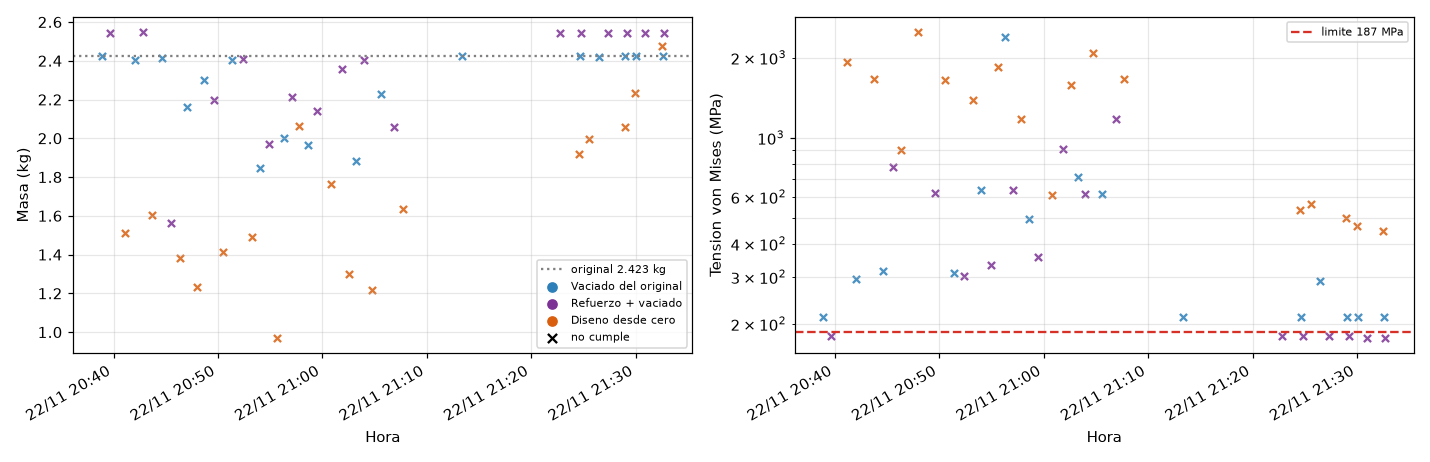 Masa (kg)
2.6
2.4
2.2
2.0
1.8
1.6
1.4
1.2
1.0
original 2.423 kg
Vaciado del original
Refuerzo + vaciado
Diseno desde cero
no cumple
22/11 20:40
22/11 20:50
22/11 21:00
22/11 21:10
22/11 21:20
22/11 21:30
Hora
Tension von Mises (MPa)
2 × 10³
10³
6 × 10²
4 × 10²
3 × 10²
2 × 10²
limite 187 MPa
22/11 20:40
22/11 20:50
22/11 21:00
22/11 21:10
22/11 21:20
22/11 21:30
Hora